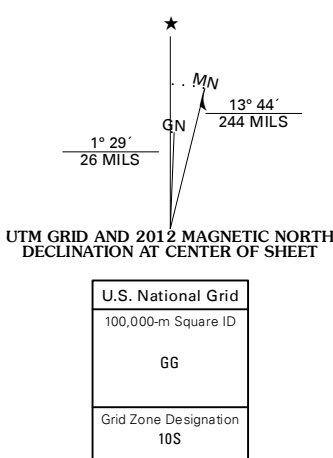 ★
MN
GN
13° 44´
244 MILS
1° 29´
26 MILS
UTM GRID AND 2012 MAGNETIC NORTH
DECLINATION AT CENTER OF SHEET
U.S. National Grid
100,000-m Square ID
GG
Grid Zone Designation
10S